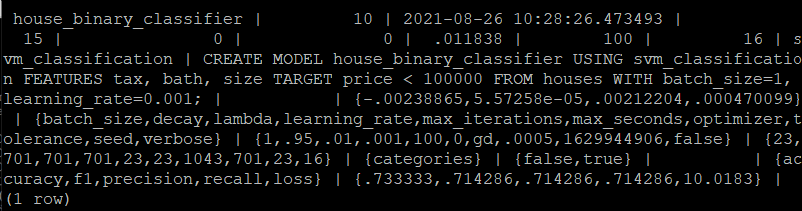 house_binary_classifier |         10 | 2021-08-26 10:28:26.473493 |
  15 |              0 |              0 | .011838 |       100 |        16 | s
vm_classification | CREATE MODEL house_binary_classifier USING svm_classificatio
n FEATURES tax, bath, size TARGET price < 100000 FROM houses WITH batch_size=1,
learning_rate=0.001; |          | {-.00238865,5.57258e-05,.00212204,.000470099}
 | {batch_size,decay,lambda,learning_rate,max_iterations,max_seconds,optimizer,t
olerance,seed,verbose} | {1,.95,.01,.001,100,0,gd,.0005,1629944906,false} | {23,
701,701,701,23,23,1043,701,23,16} | {categories} | {false,true} |          | {ac
curacy,f1,precision,recall,loss} | {.733333,.714286,.714286,.714286,10.0183} |
(1 row)